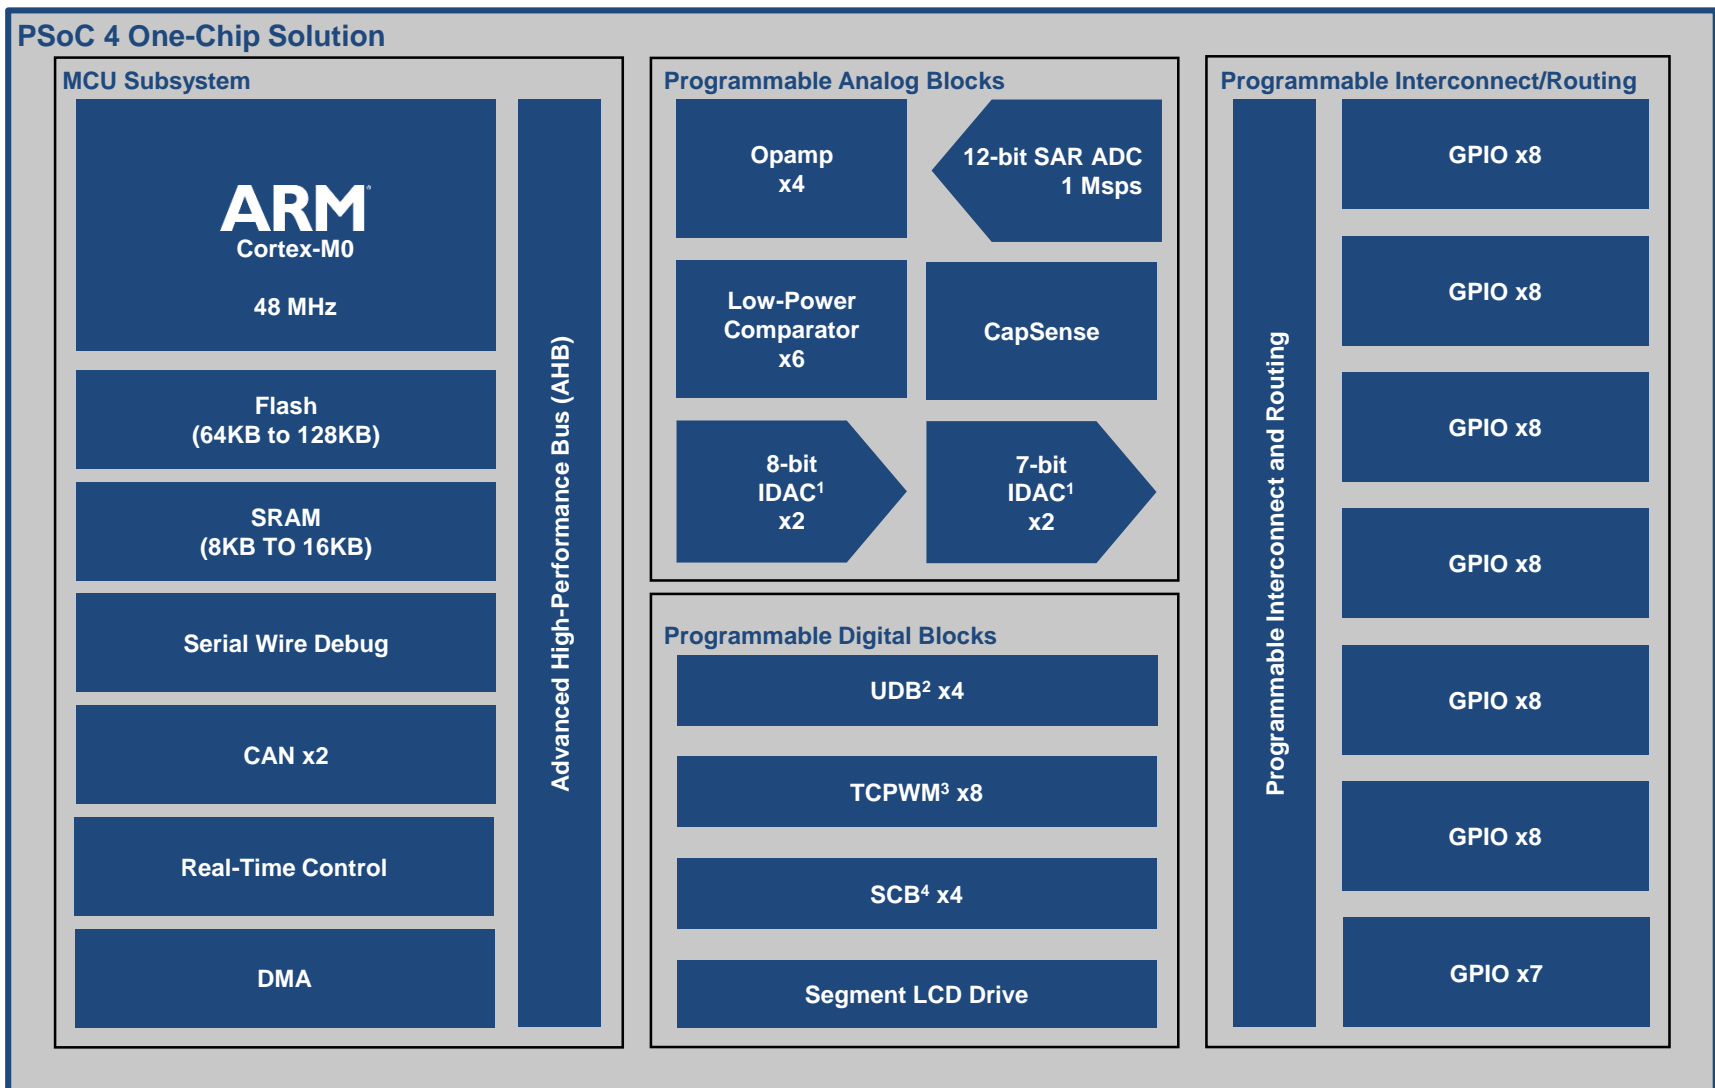 PSoC 4 One-Chip Solution
MCU Subsystem
ARM®
Cortex-M0
48 MHz
Flash
(64KB to 128KB)
SRAM
(8KB TO 16KB)
Serial Wire Debug
CAN x2
Real-Time Control
DMA
Advanced High-Performance Bus (AHB)
Programmable Analog Blocks
Opamp
x4
12-bit SAR ADC
1 Msps
Low-Power
Comparator
x6
CapSense
8-bit
IDAC¹
x2
7-bit
IDAC¹
x2
Programmable Digital Blocks
UDB² x4
TCPWM³ x8
SCB⁴ x4
Segment LCD Drive
Programmable Interconnect/Routing
Programmable Interconnect and Routing
GPIO x8
GPIO x8
GPIO x8
GPIO x8
GPIO x8
GPIO x8
GPIO x7